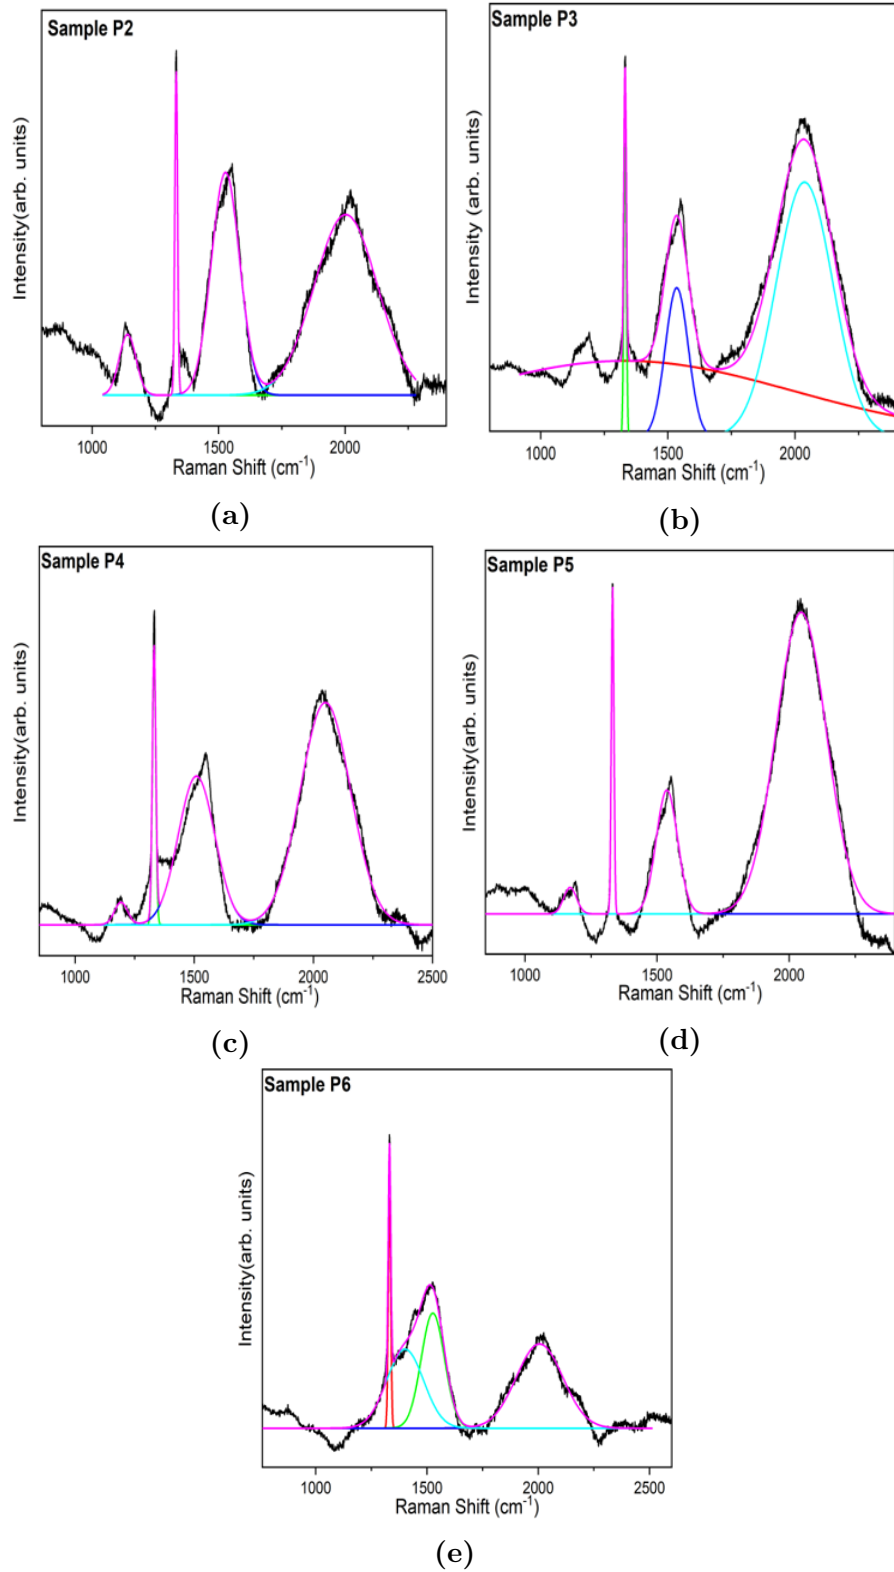 Sample P2
Intensity(arb. units)
1000 1500 2000
Raman Shift (cm⁻¹)
(a)
Sample P3
Intensity (arb. units)
1000 1500 2000
Raman Shift (cm⁻¹)
(b)
Sample P4
Intensity(arb. units)
1000 1500 2000 2500
Raman Shift (cm⁻¹)
(c)
Sample P5
Intensity(arb. units)
1000 1500 2000
Raman Shift (cm⁻¹)
(d)
Sample P6
Intensity(arb. units)
1000 1500 2000 2500
Raman Shift (cm⁻¹)
(e)